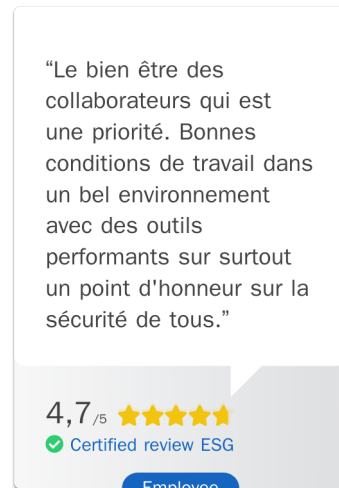 “Le bien être des
collaborateurs qui est
une priorité. Bonnes
conditions de travail dans
un bel environnement
avec des outils
performants sur surtout
un point d'honneur sur la
sécurité de tous.”
4,7/5
Certified review ESG
Employee